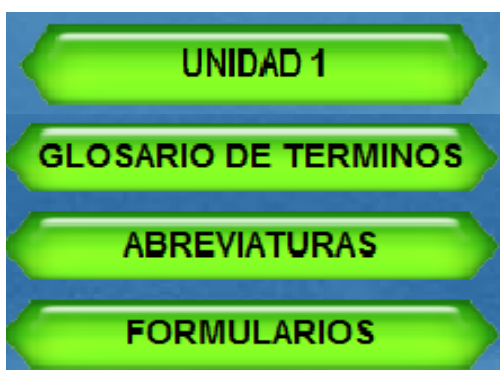 UNIDAD 1
GLOSARIO DE TERMINOS
ABREVIATURAS
FORMULARIOS